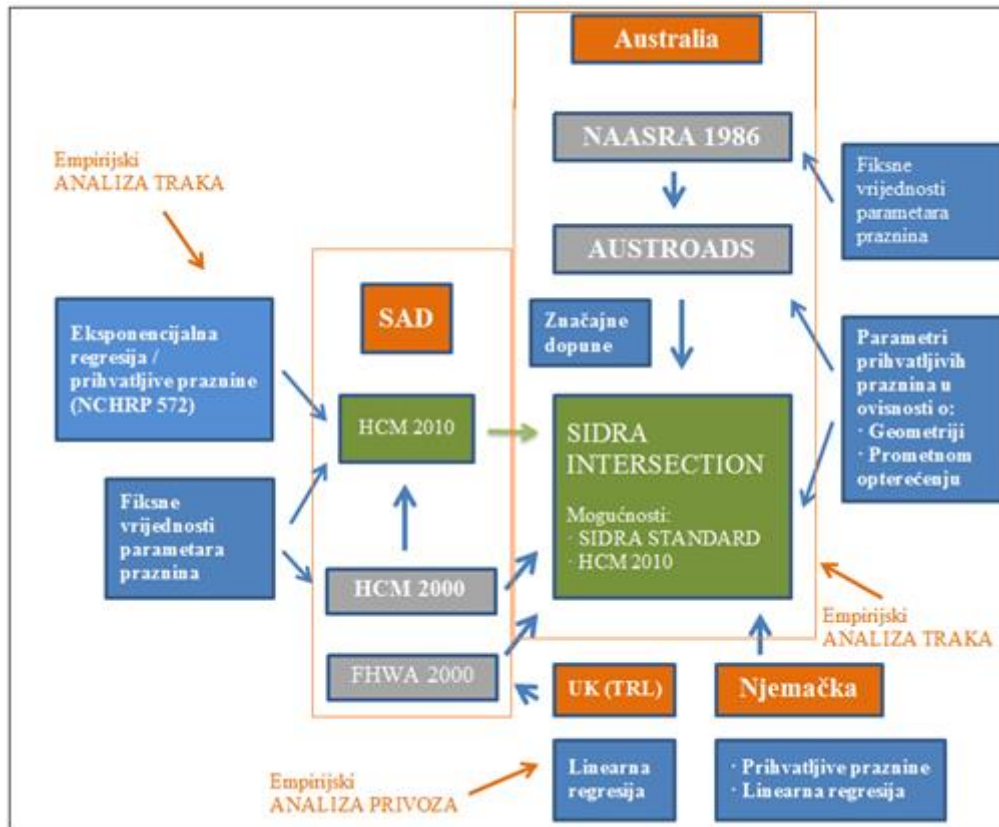 Australia
NAASRA 1986
Empirijski
ANALIZA TRAKA
Fiksne
vrijednosti
parametara
praznina
AUSTROADS
SAD
Značajne
dopune
Eksponencijalna
regresija /
prihvatljive praznine
(NCHRP 572)
Parametri
prihvatljivih
praznina u
ovisnosti o:
· Geometriji
· Prometnom
opterećenju
HCM 2010
SIDRA
INTERSECTION
Mogućnosti:
· SIDRA STANDARD
· HCM 2010
Fiksne
vrijednosti
parametara
praznina
HCM 2000
Empirijski
ANALIZA TRAKA
FHWA 2000
UK (TRL)
Njemačka
Empirijski
ANALIZA PRIVOZA
Linearna
regresija
· Prihvatljive praznine
· Linearna regresija